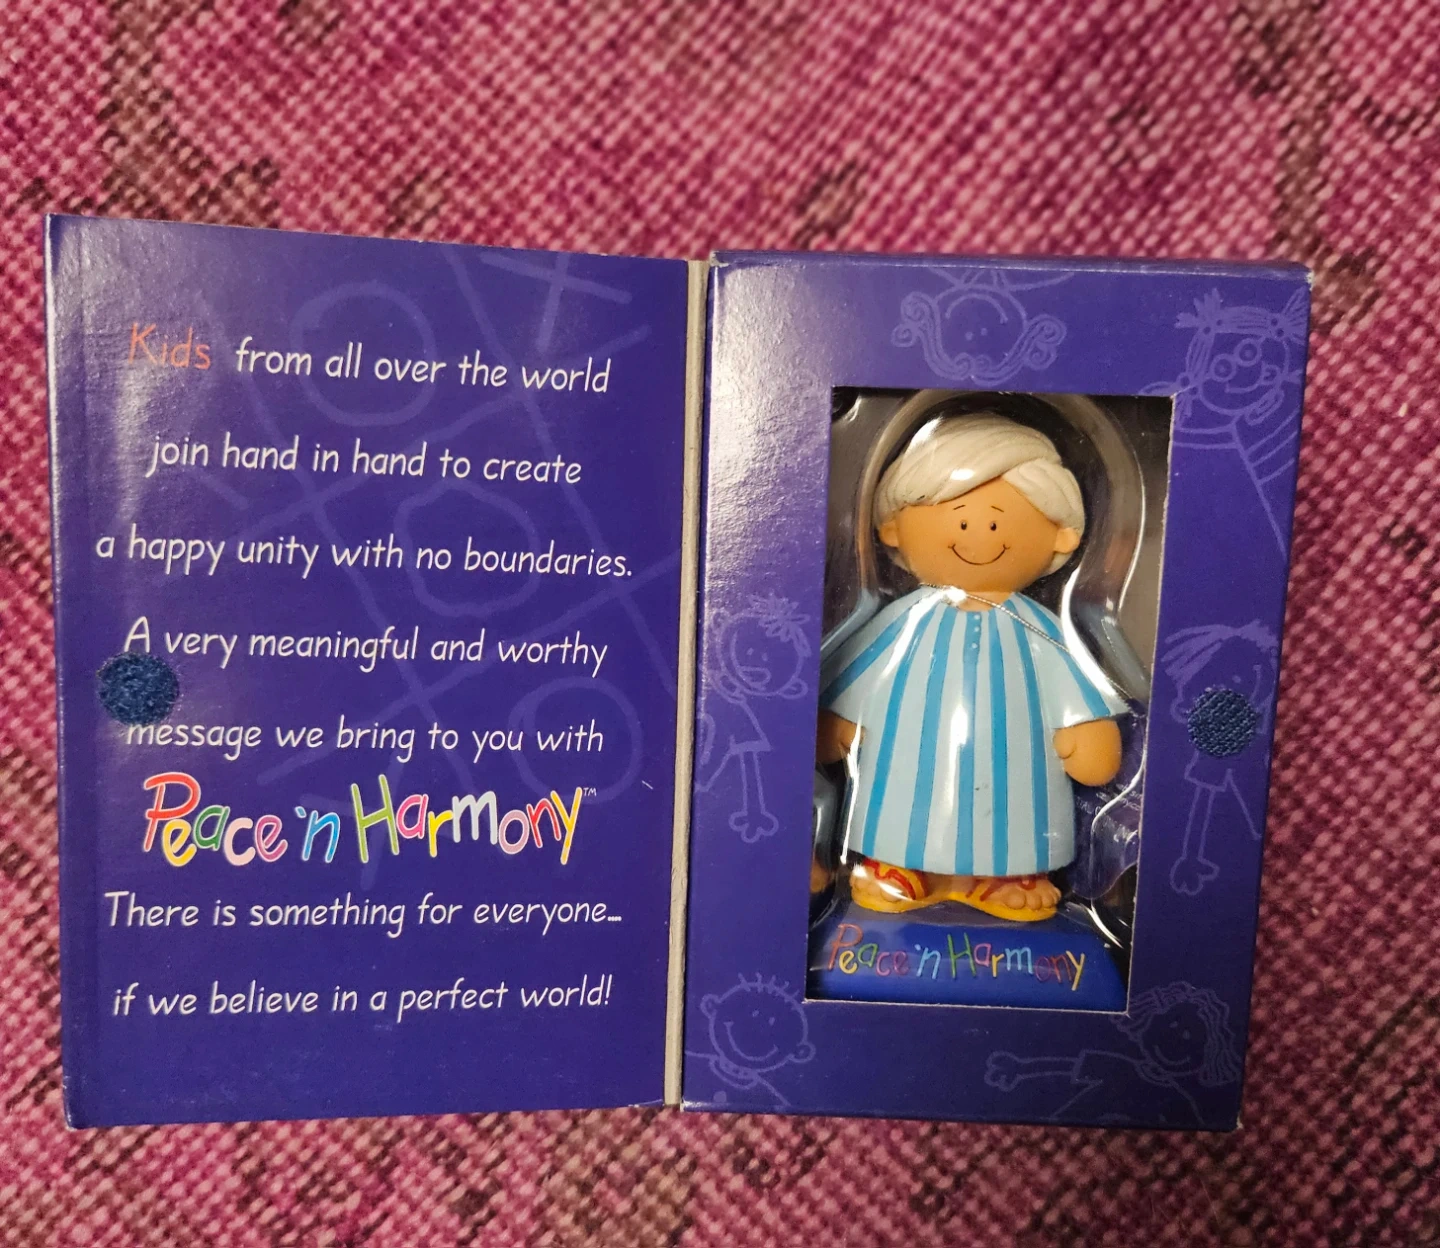 Kids from all over the world
join hand in hand to create
a happy unity with no boundaries.
A very meaningful and worthy
message we bring to you with
Peace 'n Harmony™
There is something for everyone...
if we believe in a perfect world!
Peace 'n Harmony